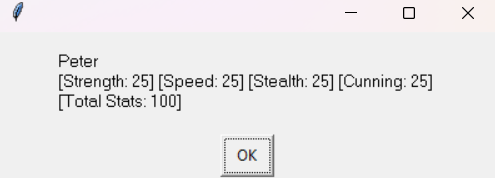 Peter
[Strength: 25] [Speed: 25] [Stealth: 25] [Cunning: 25]
[Total Stats: 100]
OK